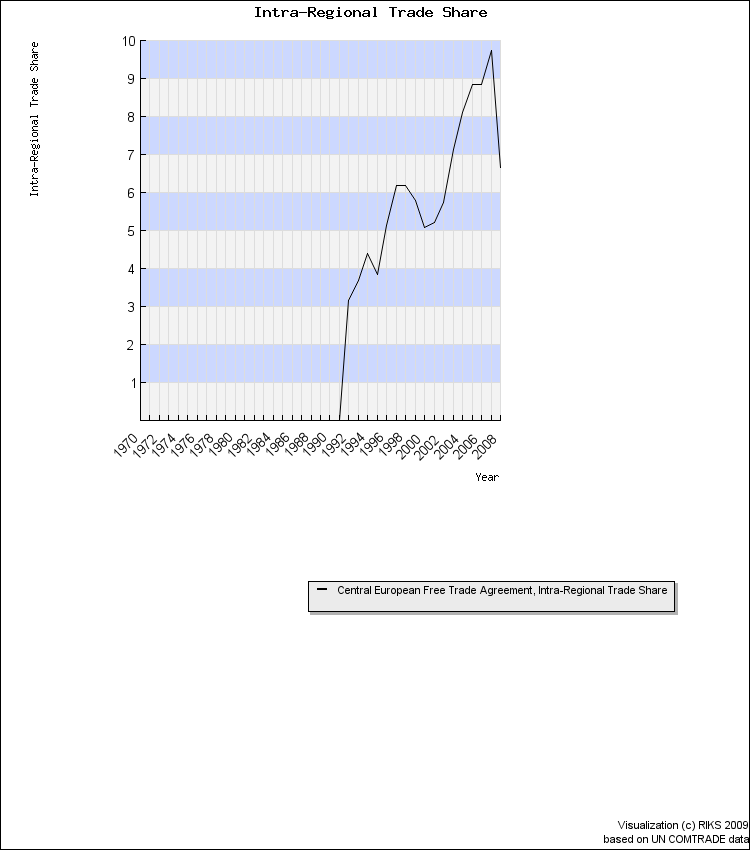 Intra-Regional Trade Share
Intra-Regional Trade Share
10
9
8
7
6
5
4
3
2
1
1970 1972 1974 1976 1978 1980 1982 1984 1986 1988 1990 1992 1994 1996 1998 2000 2002 2004 2006 2008
Year
Central European Free Trade Agreement, Intra-Regional Trade Share
Visualization (c) RIKS 2009
based on UN COMTRADE data